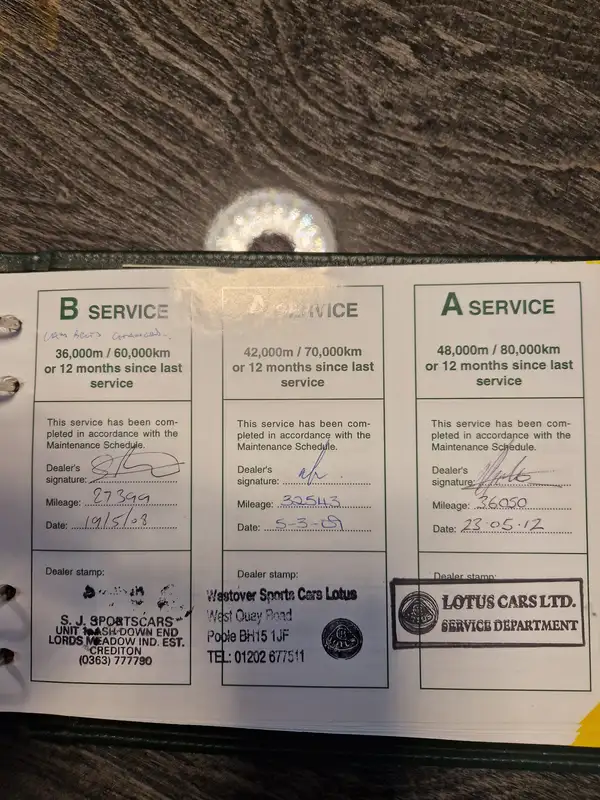 B SERVICE
36,000m / 60,000km
or 12 months since last
service
This service has been com-
pleted in accordance with the
Maintenance Schedule.
Dealer's
signature:
Mileage: 27399
Date: 19/5/08
Dealer stamp:
S. J. SPORTSCARS
UNIT 1 ASH DOWN END
LORDS MEADOW IND. EST.
CREDITON
(0363) 777790
A SERVICE
42,000m / 70,000km
or 12 months since last
service
This service has been com-
pleted in accordance with the
Maintenance Schedule.
Dealer's
signature:
Mileage: 32543
Date: 5-3-09
Dealer stamp:
Westover Sports Cars Lotus
West Quay Road
Poole BH15 1JF
TEL: 01202 677511
A SERVICE
48,000m / 80,000km
or 12 months since last
service
This service has been com-
pleted in accordance with the
Maintenance Schedule.
Dealer's
signature:
Mileage: 36050
Date: 23·05·12
Dealer stamp:
LOTUS CARS LTD.
SERVICE DEPARTMENT